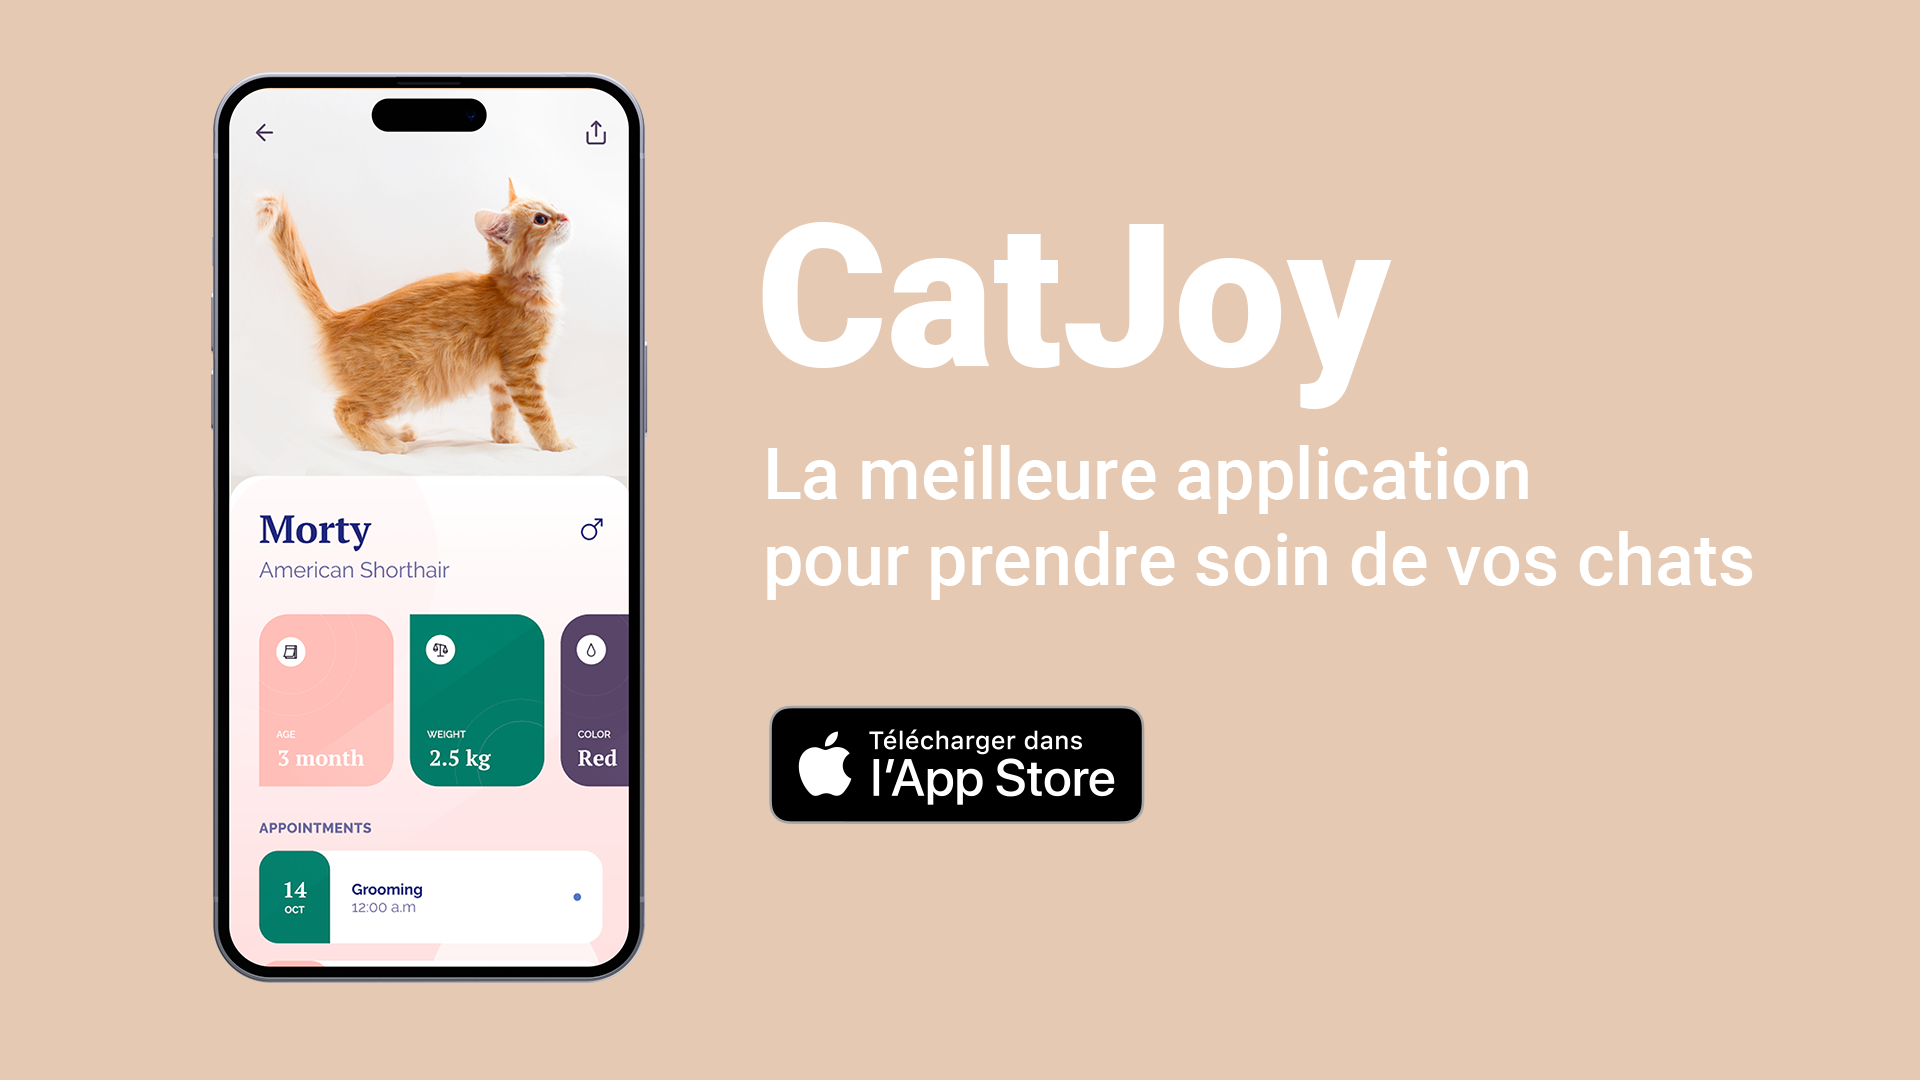 CatJoy
La meilleure application
pour prendre soin de vos chats
Télécharger dans
l'App Store
Morty
American Shorthair
AGE
3 month
WEIGHT
2.5 kg
COLOR
Red
APPOINTMENTS
14
OCT
Grooming
12:00 a.m